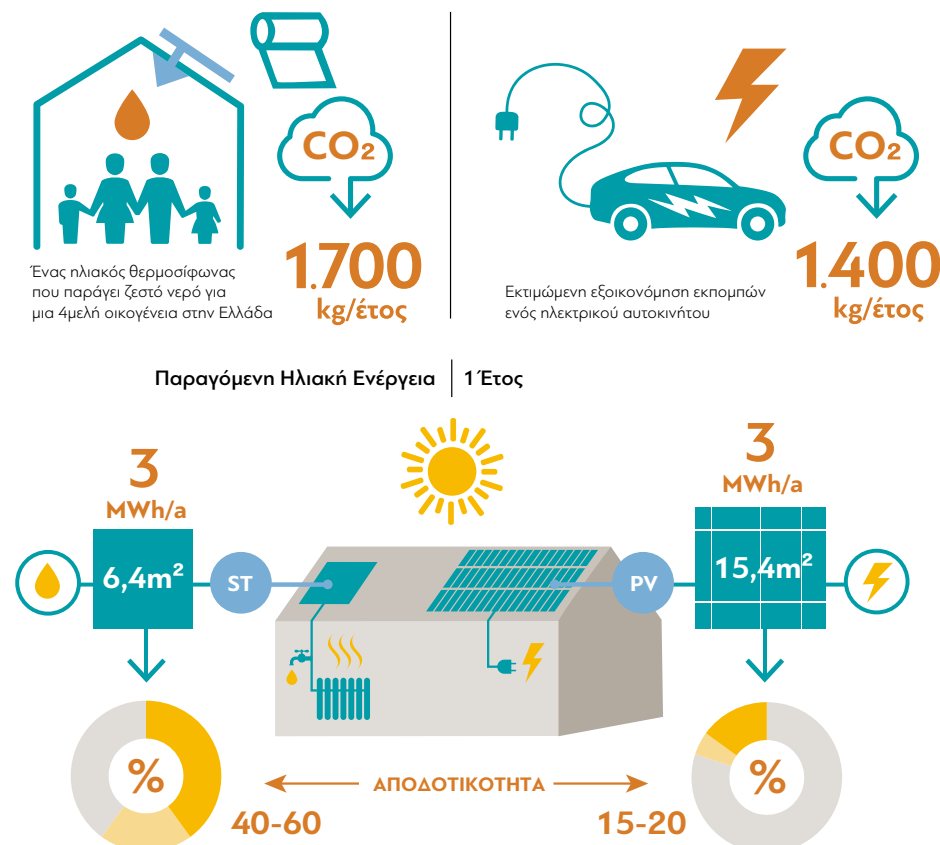 CO₂
1.700
kg/έτος
Ένας ηλιακός θερμοσίφωνας
που παράγει ζεστό νερό για
μια 4μελή οικογένεια στην Ελλάδα
CO₂
1.400
kg/έτος
Εκτιμώμενη εξοικονόμηση εκπομπών
ενός ηλεκτρικού αυτοκινήτου
Παραγόμενη Ηλιακή Ενέργεια | 1 Έτος
3
MWh/a
6,4m²
ST
3
MWh/a
15,4m²
PV
%
ΑΠΟΔΟΤΙΚΟΤΗΤΑ
%
40-60
15-20